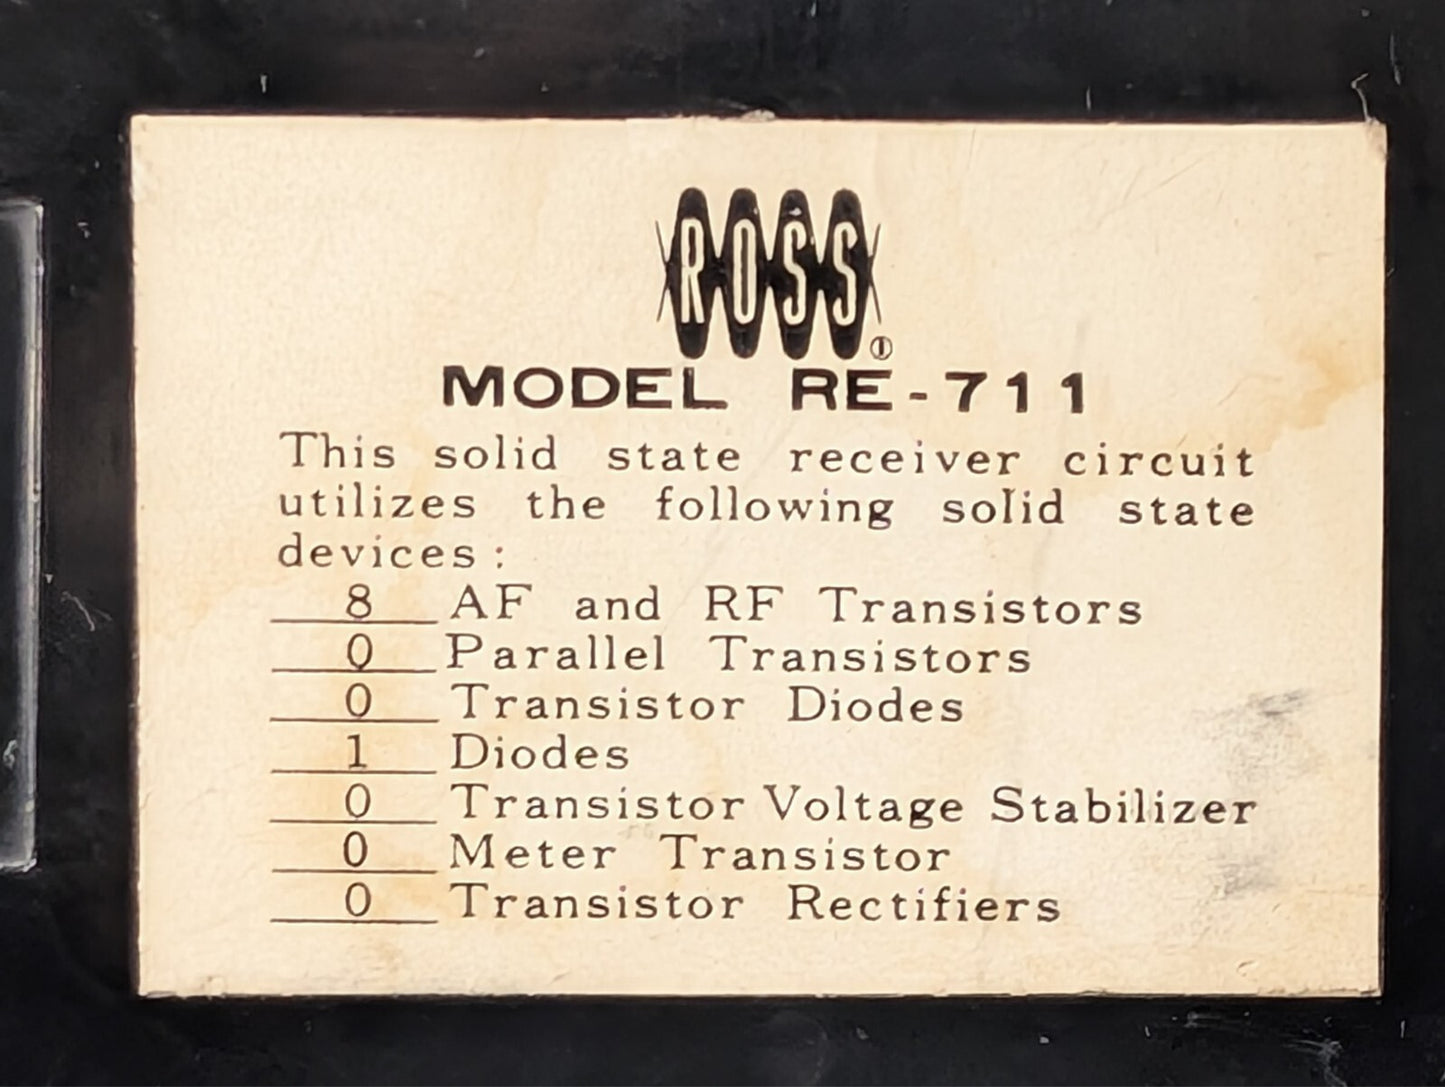 ROSS
MODEL RE-711
This solid state receiver circuit
utilizes the following solid state
devices:
8 AF and RF Transistors
0 Parallel Transistors
0 Transistor Diodes
1 Diodes
0 Transistor Voltage Stabilizer
0 Meter Transistor
0 Transistor Rectifiers